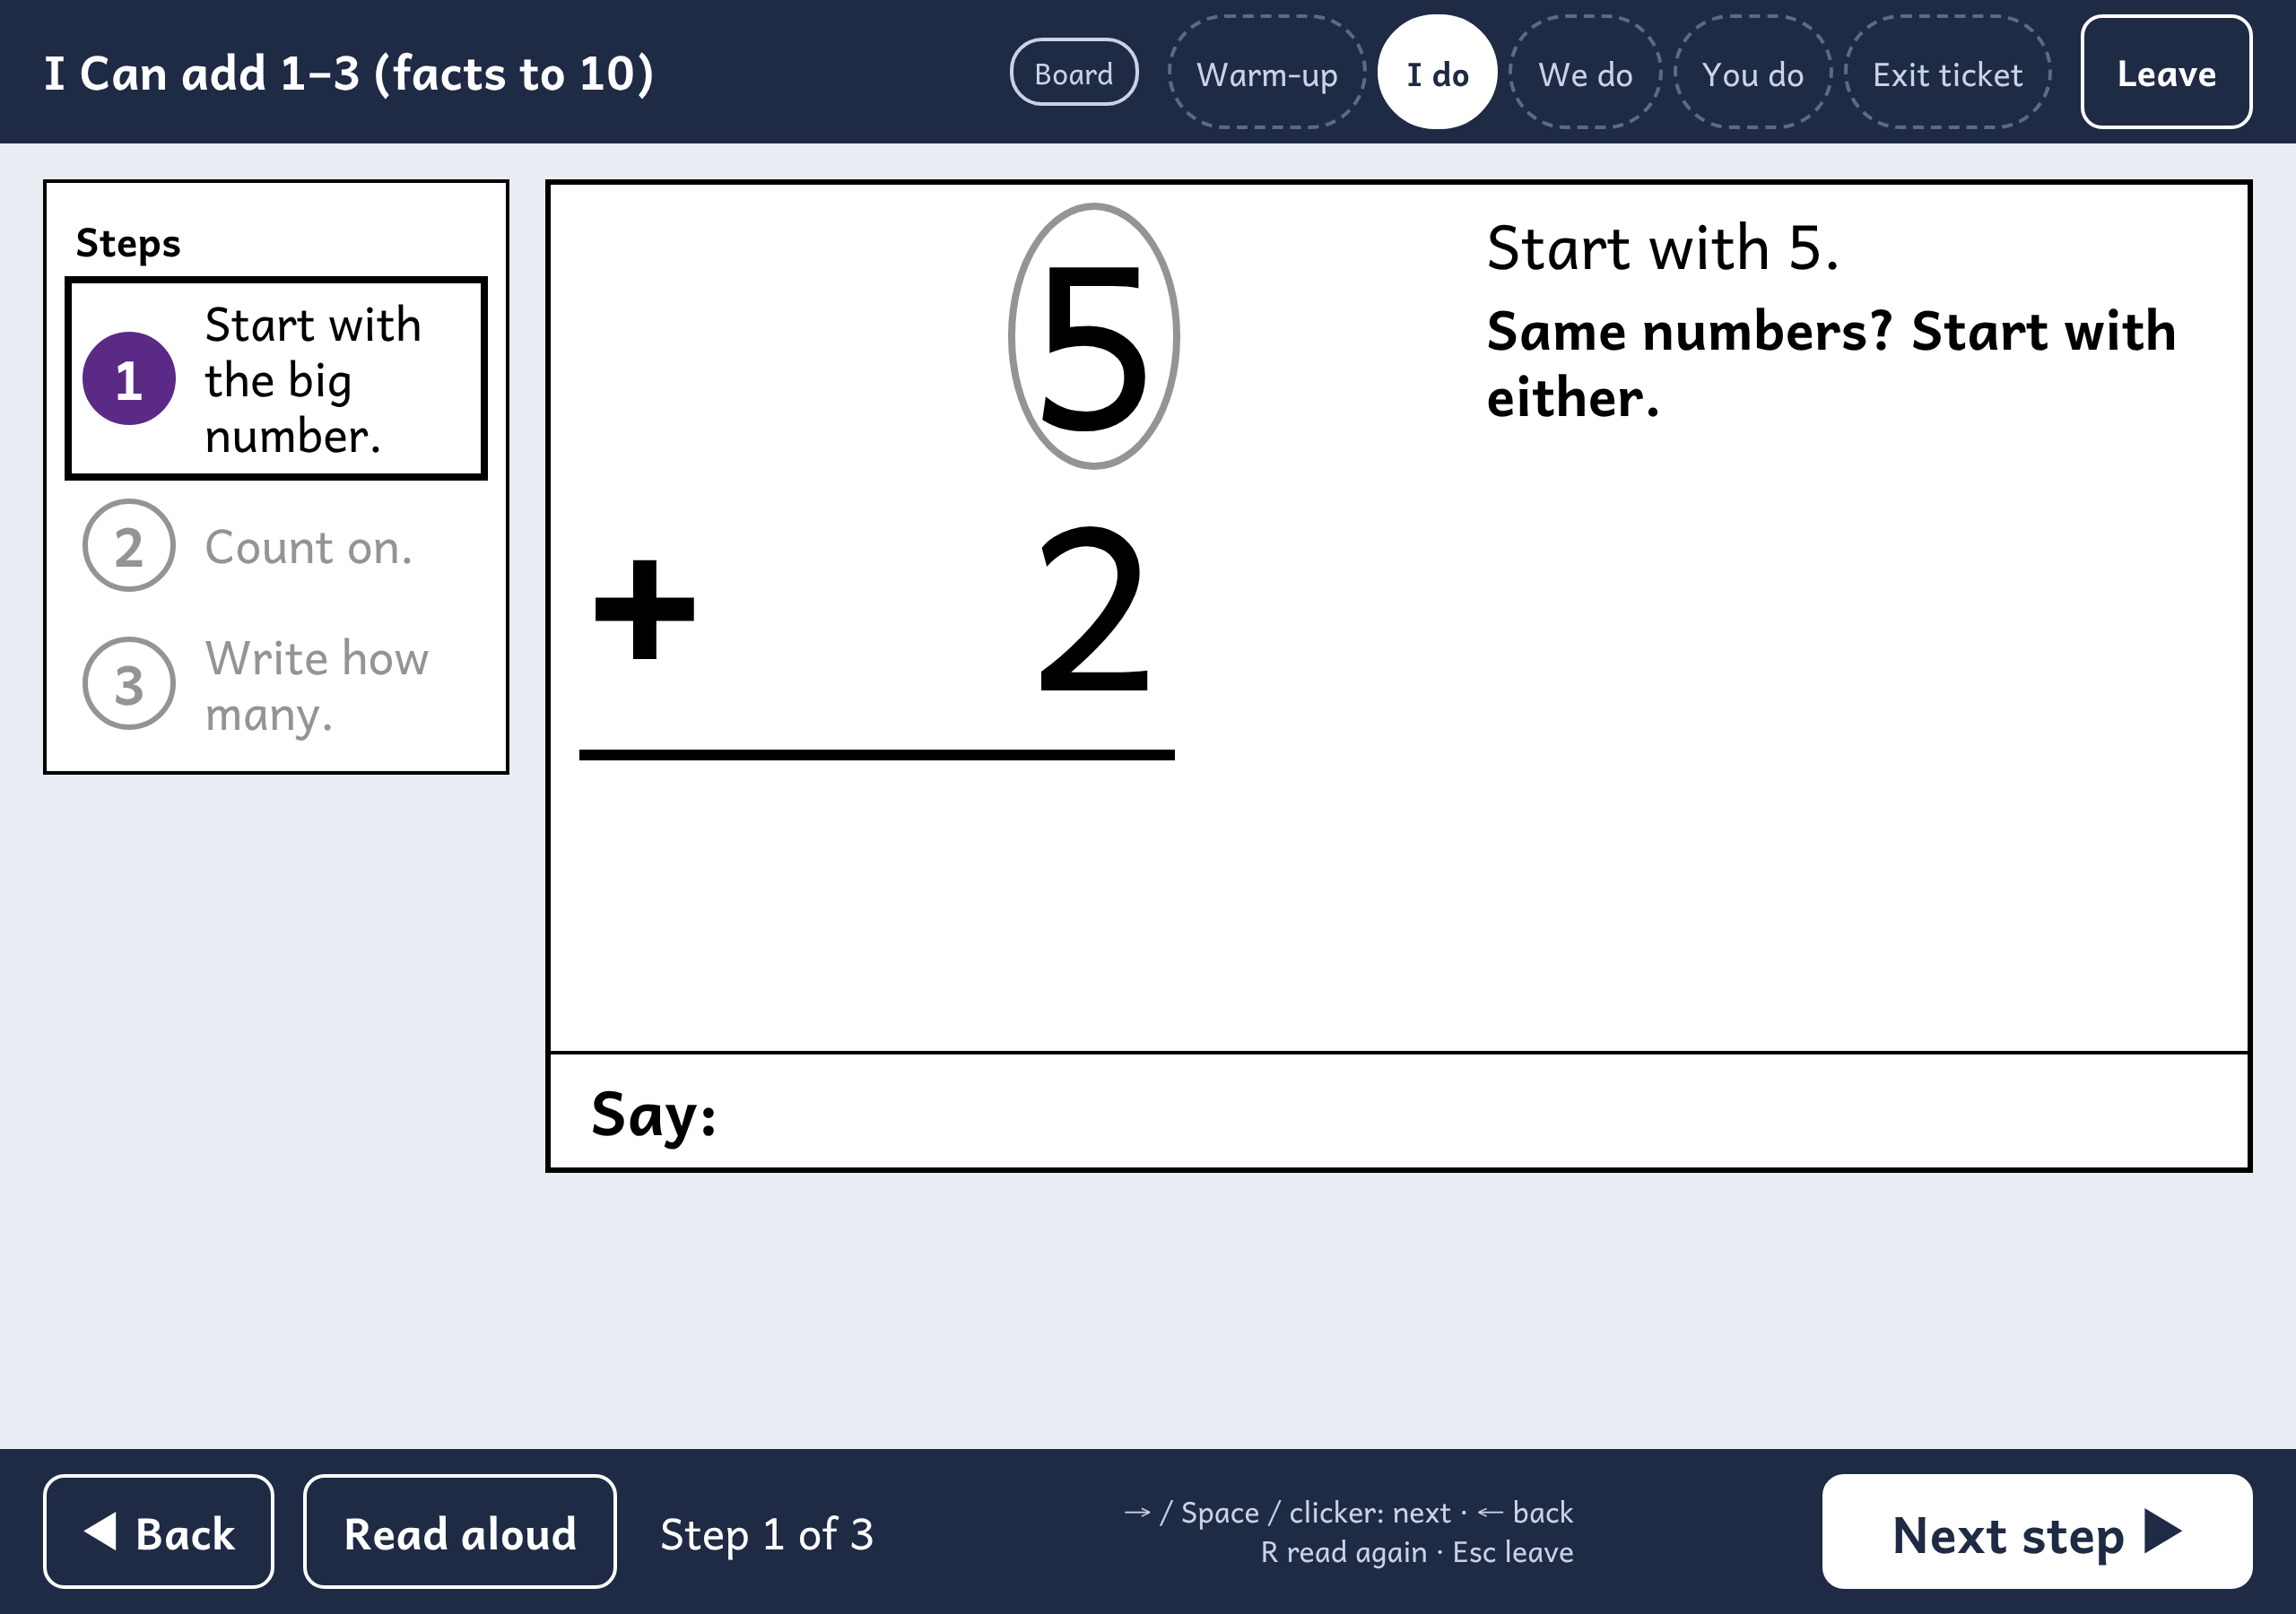 I Can add 1–3 (facts to 10)
Board
Warm-up
I do
We do
You do
Exit ticket
Leave
Steps
1
Start with
the big
number.
2
Count on.
3
Write how
many.
5
+ 2
Start with 5.
Same numbers? Start with
either.
Say:
◀ Back
Read aloud
Step 1 of 3
→ / Space / clicker: next · ← back
R read again · Esc leave
Next step ▶